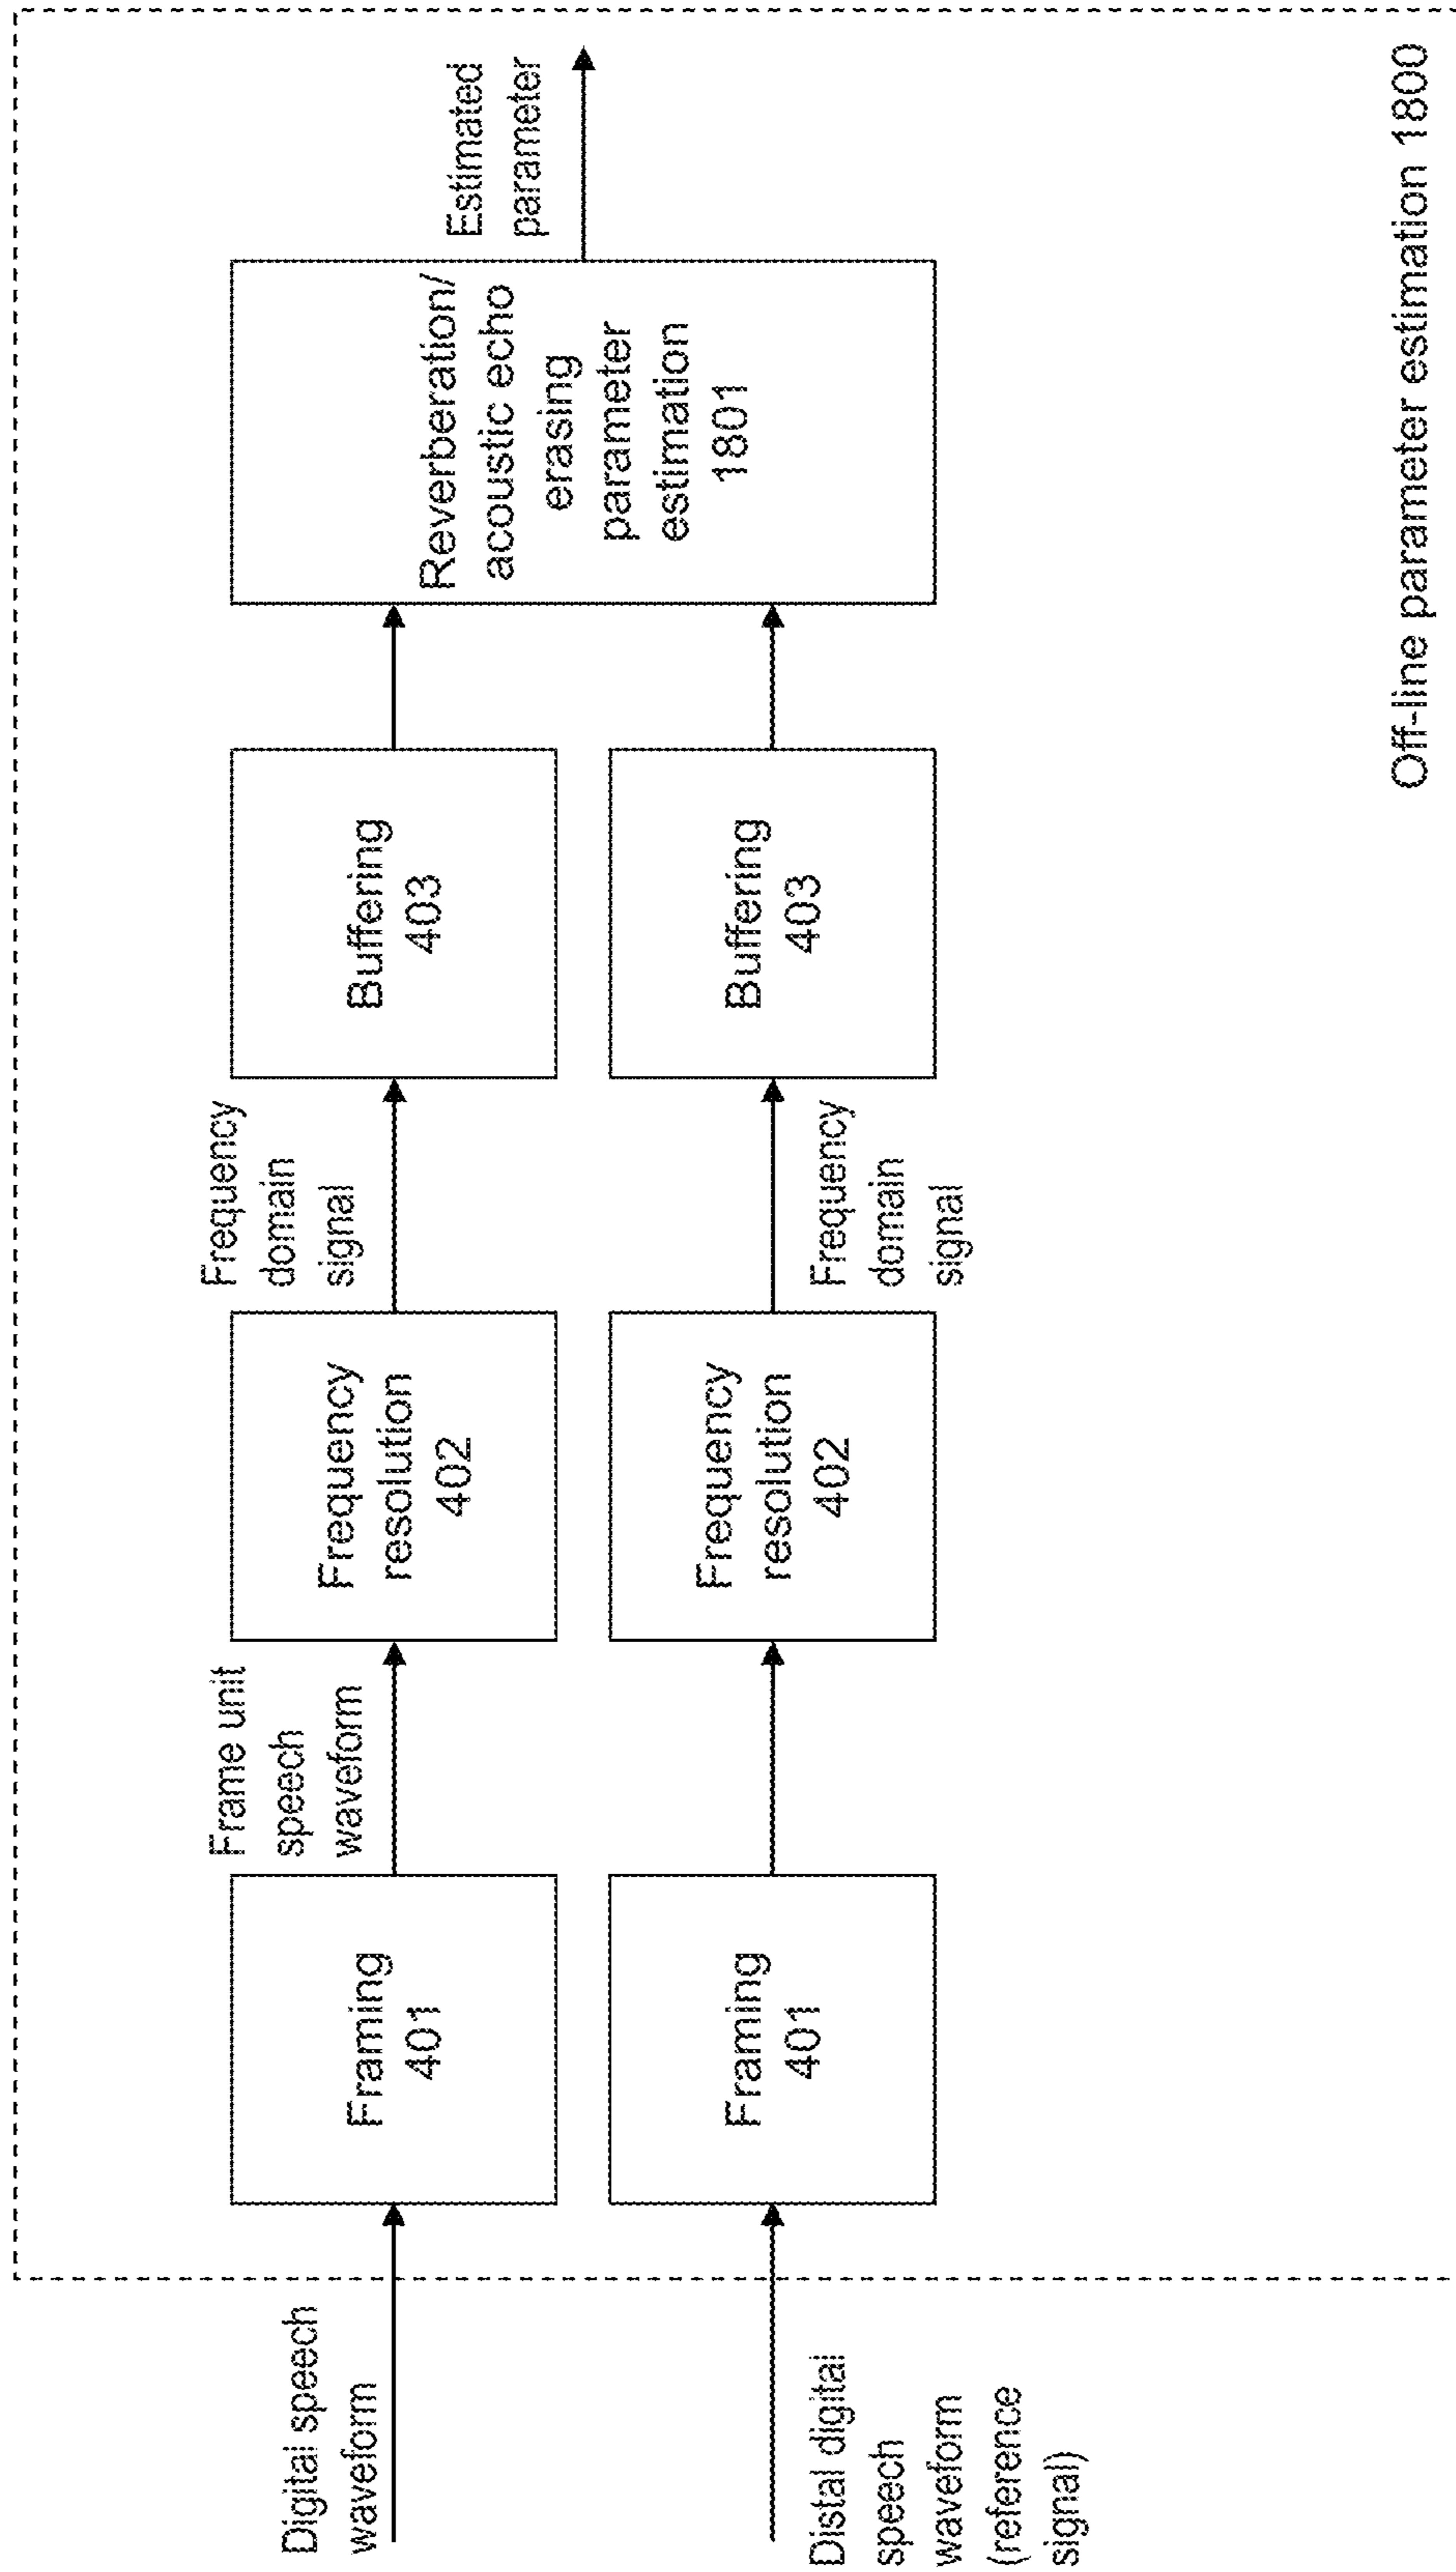 Digital speech
waveform
Framing
401
Frame unit
speech
waveform
Frequency
resolution
402
Frequency
domain
signal
Buffering
403
Reverberation/
acoustic echo
erasing
parameter
estimation
1801
Estimated
parameter
Distal digital
speech
waveform
(reference
signal)
Framing
401
Frequency
resolution
402
Frequency
domain
signal
Buffering
403
Off-line parameter estimation 1800